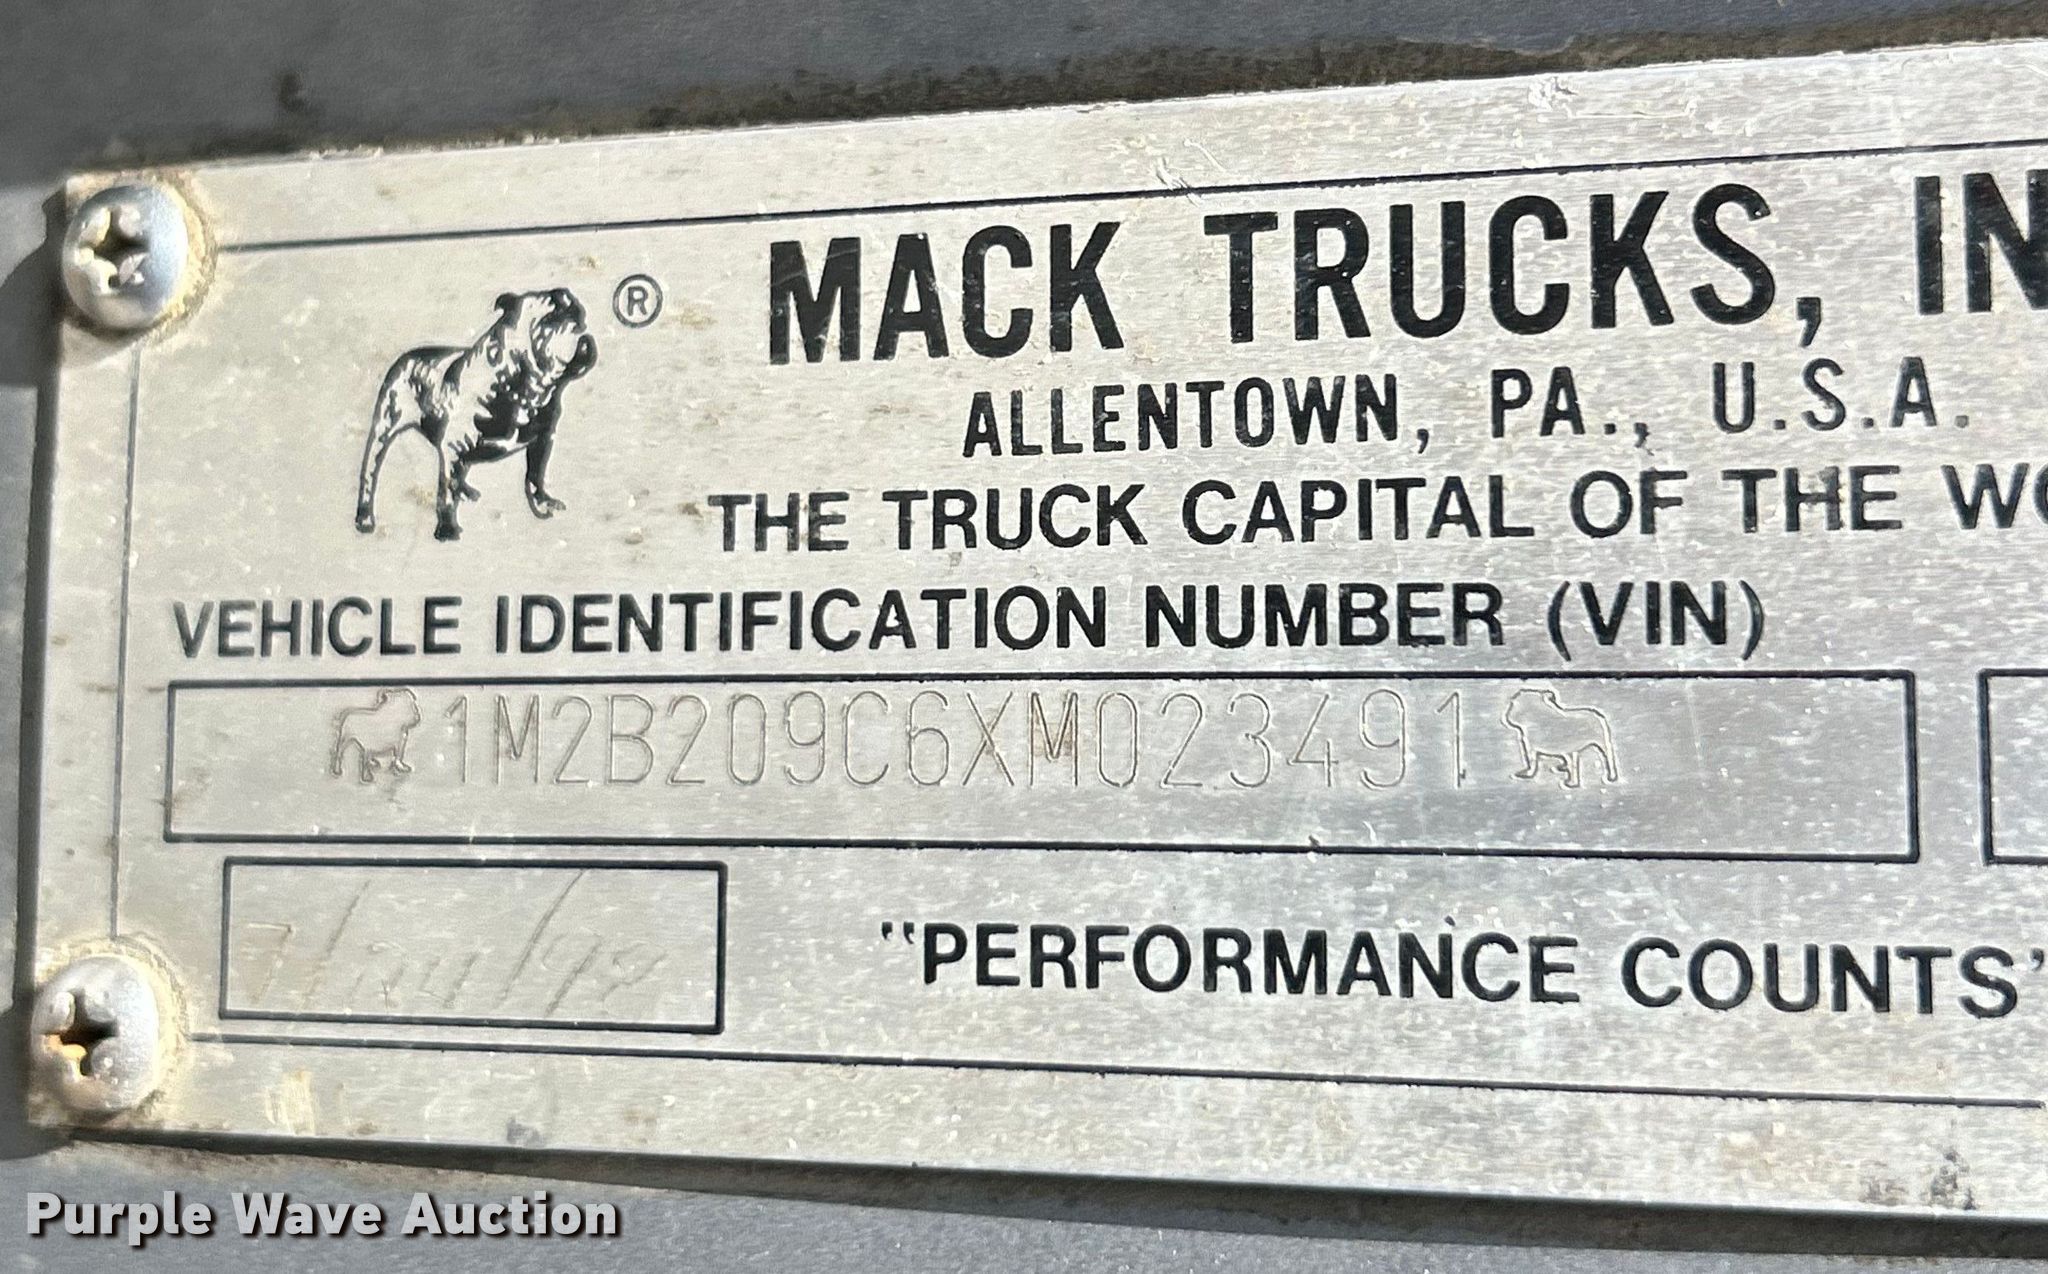 ®
MACK TRUCKS, IN
ALLENTOWN, PA., U.S.A.
THE TRUCK CAPITAL OF THE WO
VEHICLE IDENTIFICATION NUMBER (VIN)
1M2B209C6XM023491
"PERFORMANCE COUNTS"
Purple Wave Auction